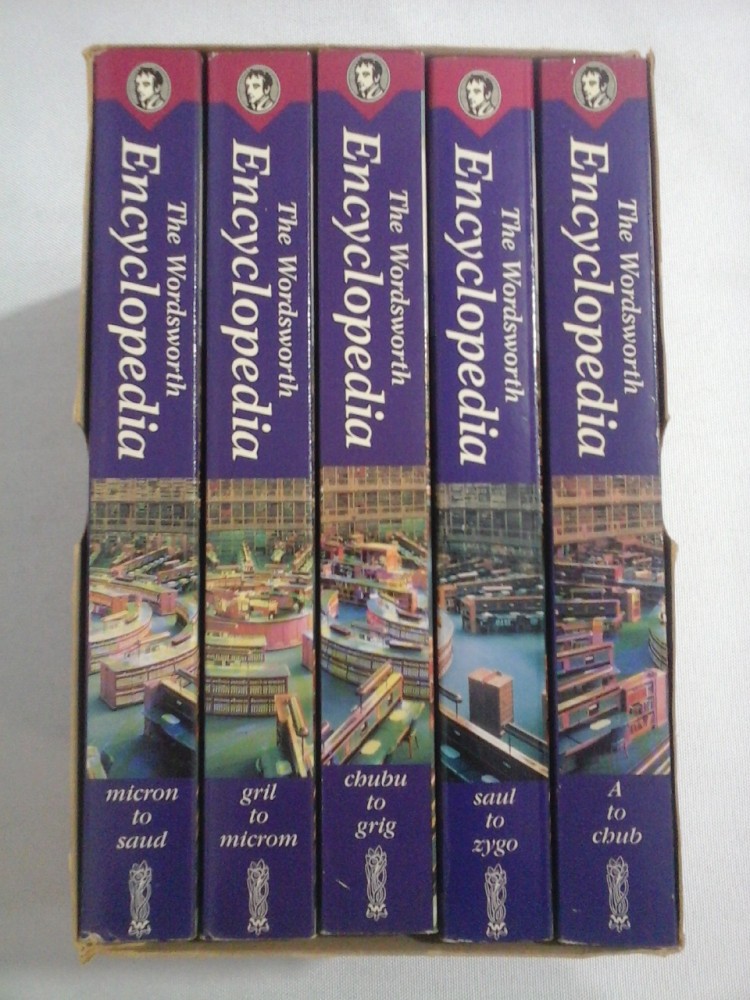 The Wordsworth
Encyclopedia
micron
to
saud
The Wordsworth
Encyclopedia
gril
to
microm
The Wordsworth
Encyclopedia
chubu
to
grig
The Wordsworth
Encyclopedia
saul
to
zygo
The Wordsworth
Encyclopedia
A
to
chub